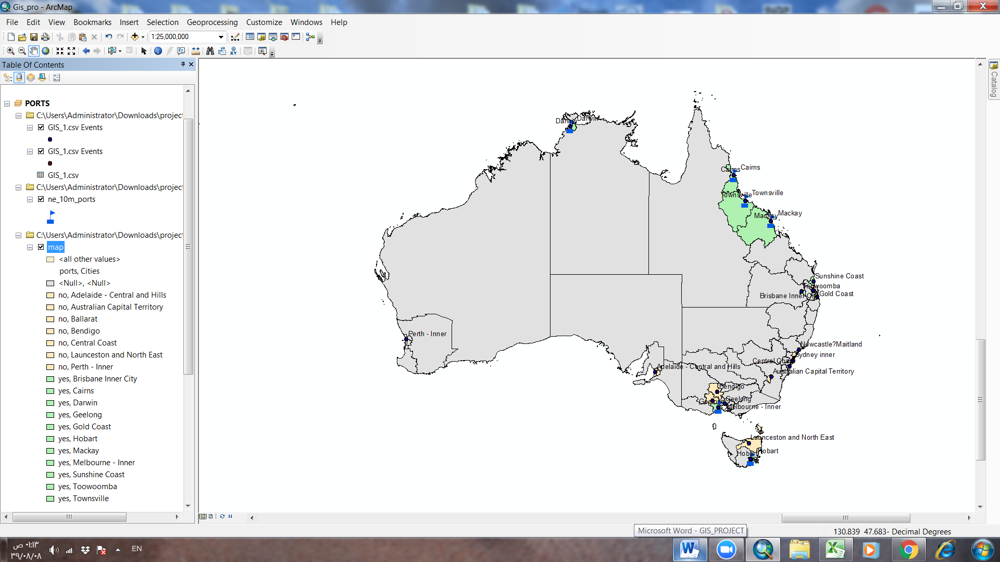 Gis_pro - ArcMap
File Edit View Bookmarks Insert Selection Geoprocessing Customize Windows Help
1:25,000,000
Table Of Contents
PORTS
C:\Users\Administrator\Downloads\project
GIS_1.csv Events
GIS_1.csv Events
GIS_1.csv
C:\Users\Administrator\Downloads\project
ne_10m_ports
C:\Users\Administrator\Downloads\project
map
<all other values>
ports, Cities
<Null>, <Null>
no, Adelaide - Central and Hills
no, Australian Capital Territory
no, Ballarat
no, Bendigo
no, Central Coast
no, Launceston and North East
no, Perth - Inner
yes, Brisbane Inner City
yes, Cairns
yes, Darwin
yes, Geelong
yes, Gold Coast
yes, Hobart
yes, Mackay
yes, Melbourne - Inner
yes, Sunshine Coast
yes, Toowoomba
yes, Townsville
Catalog
Darwin Darwin
Cairns Cairns
Townsville Townsville
Mackay Mackay
Sunshine Coast
Toowoomba
Gold Coast
Brisbane Inner City
Perth - Inner
Newcastle?Maitland
Sydney inner
Central Coast
Adelaide - Central and Hills
Australian Capital Territory
Bendigo
Geelong
Geelong
Melbourne - Inner
Launceston and North East
Hobart Hobart
Microsoft Word - GIS_PROJECT
130.839 47.683- Decimal Degrees
٠١:١٣ ص
٣٩/٠٨/٠٨
EN